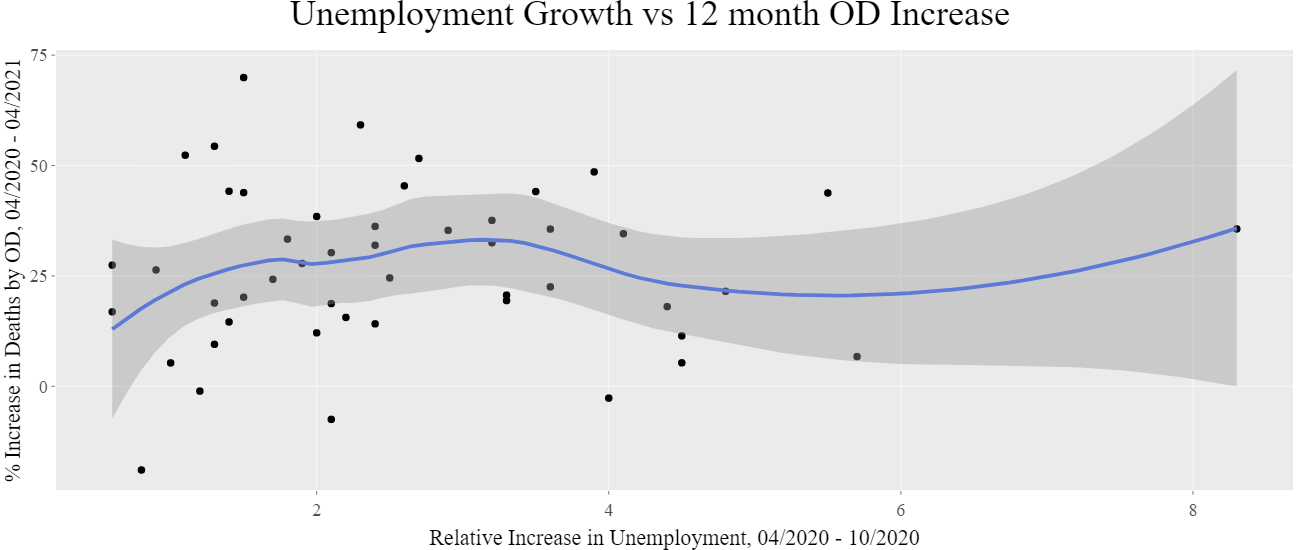 Unemployment Growth vs 12 month OD Increase
% Increase in Deaths by OD, 04/2020 - 04/2021
75
50
25
0
2 4 6 8
Relative Increase in Unemployment, 04/2020 - 10/2020